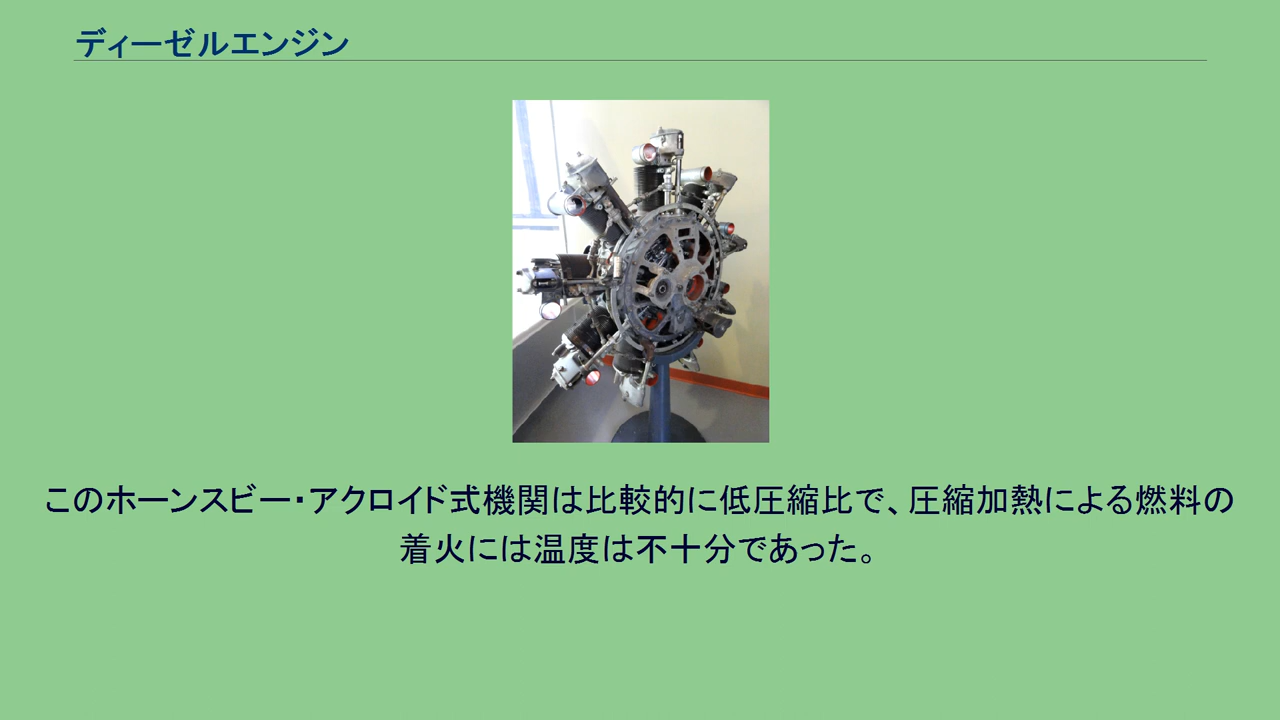 ディーゼルエンジン
このホーンスビー・アクロイド式機関は比較的に低圧縮比で、圧縮加熱による燃料の
着火には温度は不十分であった。